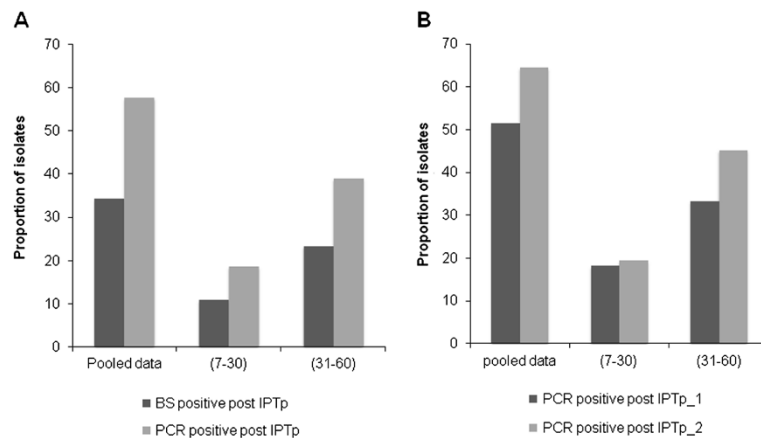 A
Proportion of isolates
70
60
50
40
30
20
10
0
Pooled data
(7-30)
(31-60)
BS positive post IPTp
PCR positive post IPTp
B
Proportion of isolates
70
60
50
40
30
20
10
0
pooled data
(7-30)
(31-60)
PCR positive post IPTp_1
PCR positive post IPTp_2